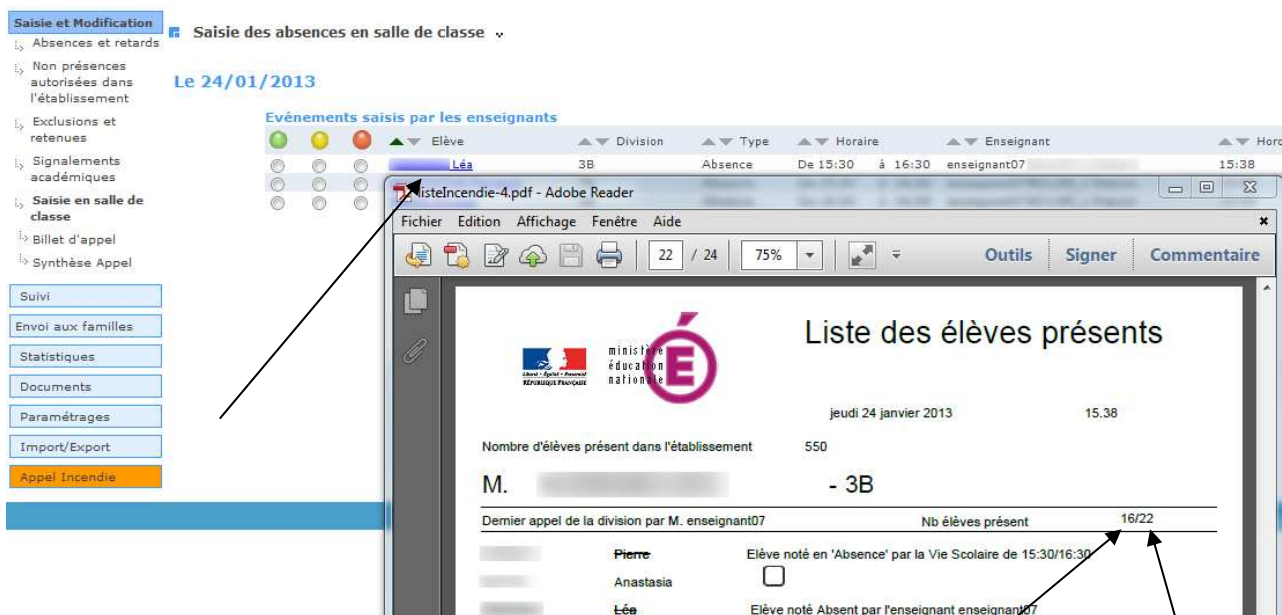 Saisie et Modification
Absences et retards
Non présences
autorisées dans
l'établissement
Exclusions et
retenues
Signalements
académiques
Saisie en salle de
classe
Billet d'appel
Synthèse Appel
Suivi
Envoi aux familles
Statistiques
Documents
Paramétrages
Import/Export
Appel Incendie
Saisie des absences en salle de classe
Le 24/01/2013
Evénements saisis par les enseignants
Elève Division Type Horaire Enseignant
Léa 3B Absence De 15:30 à 16:30 enseignant07 15:38
isteIncendie-4.pdf - Adobe Reader
Fichier Edition Affichage Fenêtre Aide
22 / 24 75% Outils Signer Commentaire
Liste des élèves présents
ministère
éducation
nationale
Liberté • Égalité • Fraternité
RÉPUBLIQUE FRANÇAISE
jeudi 24 janvier 2013 15.38
Nombre d'élèves présent dans l'établissement 550
M. - 3B
Dernier appel de la division par M. enseignant07 Nb élèves présent 16/22
Pierre Elève noté en 'Absence' par la Vie Scolaire de 15:30/16:30
Anastasia
Léa Elève noté Absent par l'enseignant enseignant07